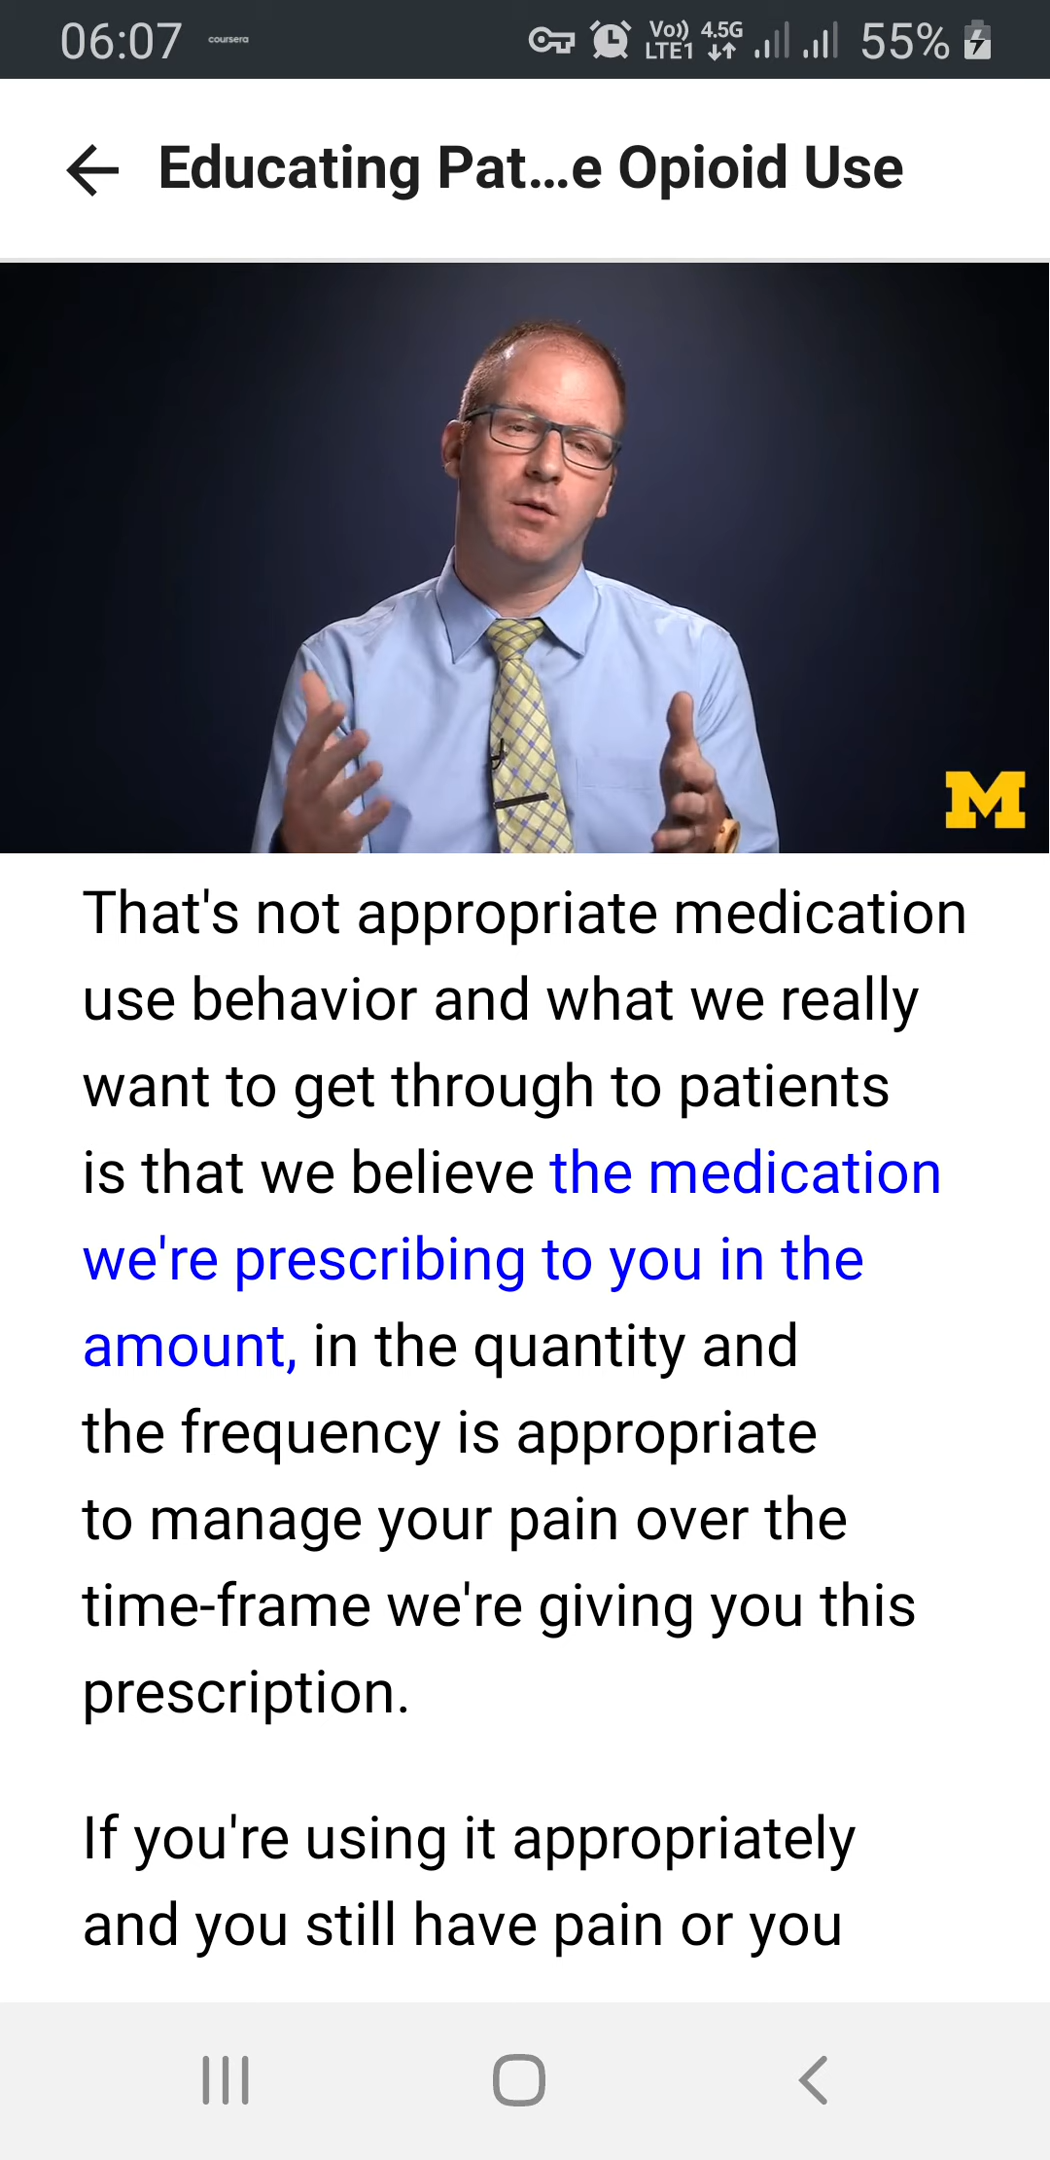 06:07 coursera Vo)) LTE1 4.5G 55%
Educating Pat...e Opioid Use
M
That's not appropriate medication
use behavior and what we really
want to get through to patients
is that we believe the medication
we're prescribing to you in the
amount, in the quantity and
the frequency is appropriate
to manage your pain over the
time-frame we're giving you this
prescription.
If you're using it appropriately
and you still have pain or you